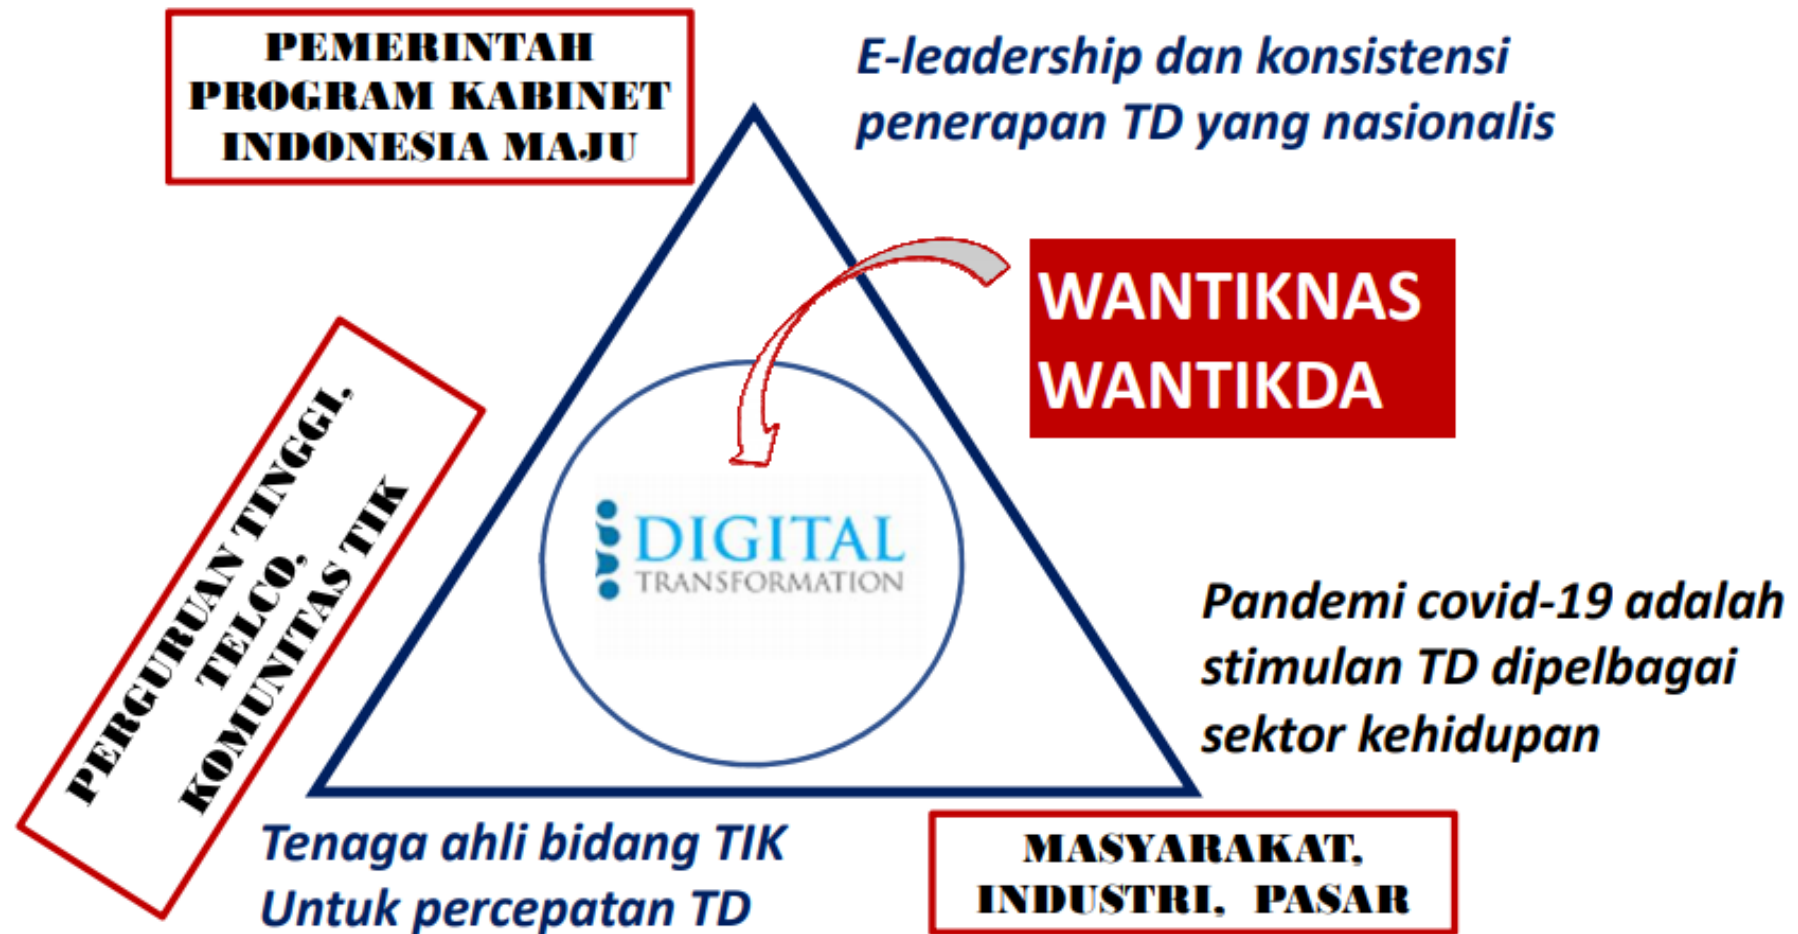 PEMERINTAH
PROGRAM KABINET
INDONESIA MAJU
E-leadership dan konsistensi
penerapan TD yang nasionalis
WANTIKNAS
WANTIKDA
PERGURUAN TINGGI,
TELCO,
KOMUNITAS TIK
DIGITAL
TRANSFORMATION
Pandemi covid-19 adalah
stimulan TD dipelbagai
sektor kehidupan
Tenaga ahli bidang TIK
Untuk percepatan TD
MASYARAKAT,
INDUSTRI, PASAR